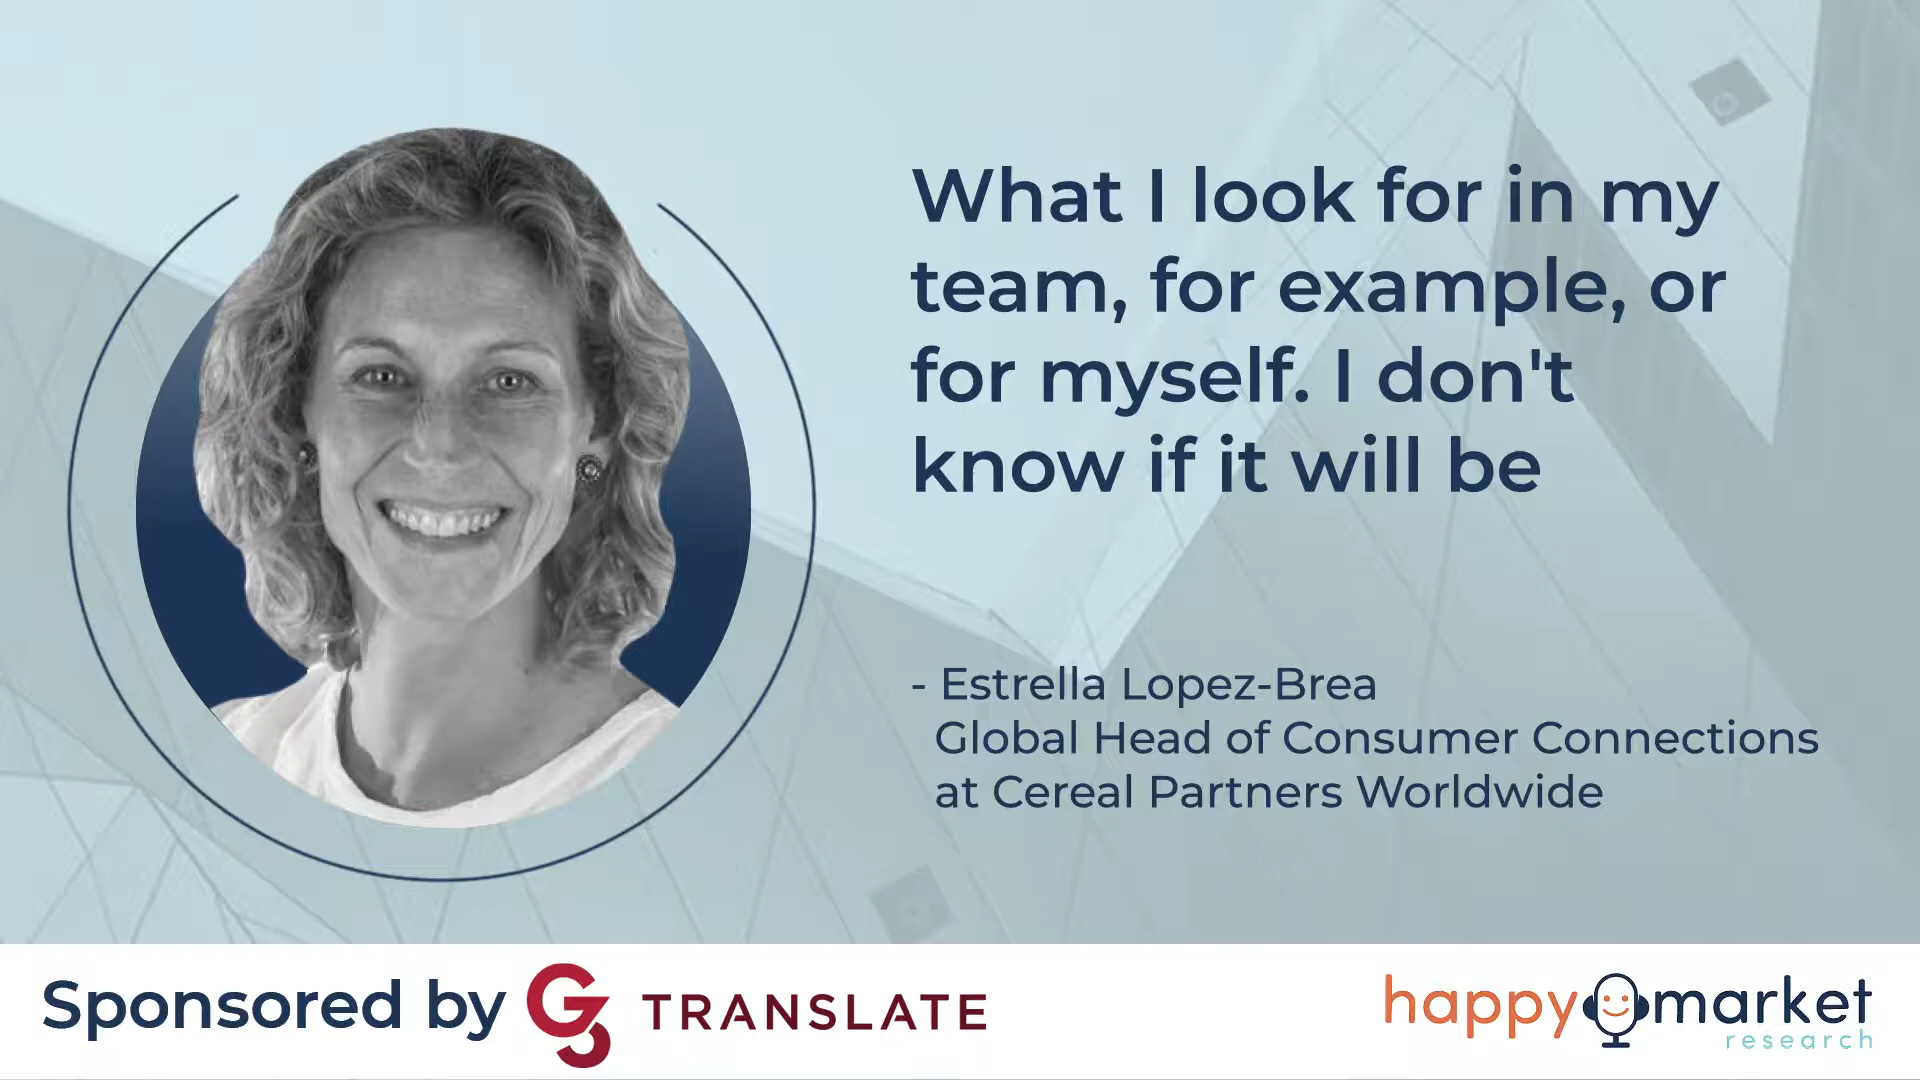 What I look for in my
team, for example, or
for myself. I don't
know if it will be
- Estrella Lopez-Brea
Global Head of Consumer Connections
at Cereal Partners Worldwide
Sponsored by G3 TRANSLATE
happy market
research